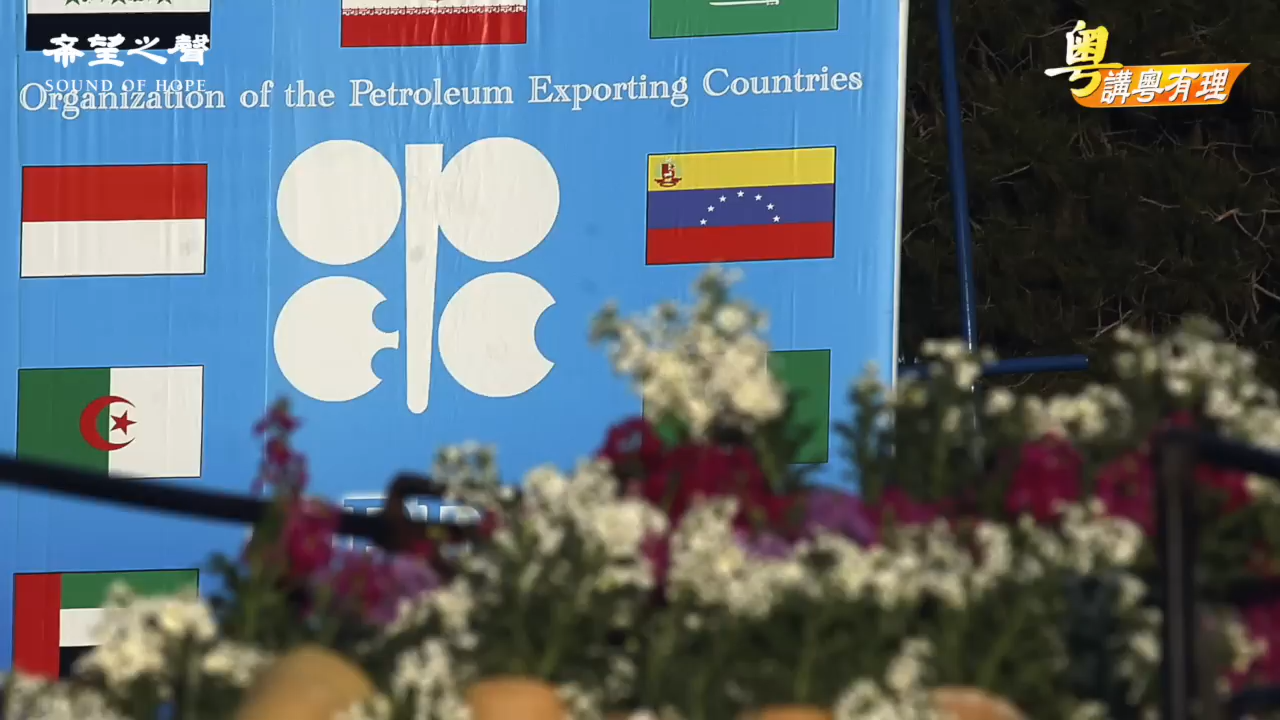 希望之聲
SOUND OF HOPE
粵
講粵有理
Organization of the Petroleum Exporting Countries